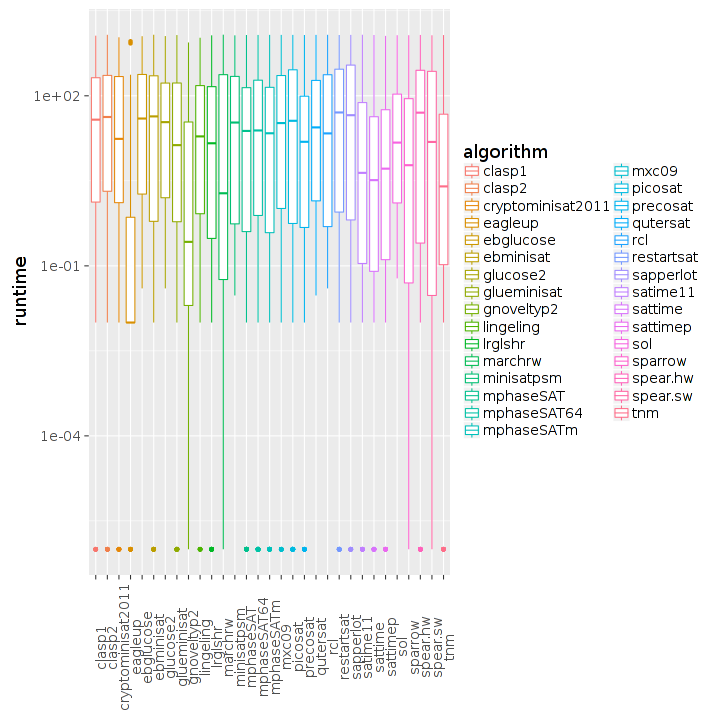 1e+02
1e-01
1e-04
runtime
clasp1
clasp2
cryptominisat2011
eagleup
ebglucose
ebminisat
glucose2
glueminisat
gnoveltyp2
lingeling
lrglshr
marchrw
minisatpsm
mphaseSAT
mphaseSAT64
mphaseSATm
mxc09
picosat
precosat
qutersat
rcl
restartsat
sapperlot
satime11
sattime
sattimep
sol
sparrow
spear.hw
spear.sw
tnm
algorithm
clasp1
clasp2
cryptominisat2011
eagleup
ebglucose
ebminisat
glucose2
glueminisat
gnoveltyp2
lingeling
lrglshr
marchrw
minisatpsm
mphaseSAT
mphaseSAT64
mphaseSATm
mxc09
picosat
precosat
qutersat
rcl
restartsat
sapperlot
satime11
sattime
sattimep
sol
sparrow
spear.hw
spear.sw
tnm